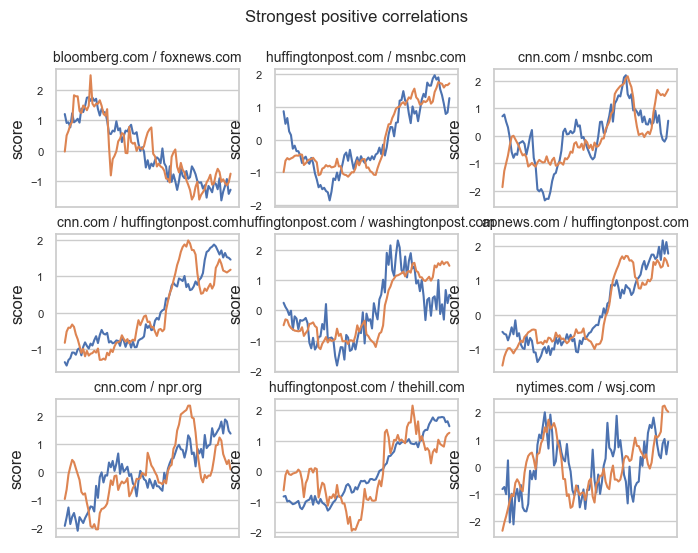 Strongest positive correlations
bloomberg.com / foxnews.com
huffingtonpost.com / msnbc.com
cnn.com / msnbc.com
score
2
1
0
−1
score
2
1
0
−1
−2
score
2
1
0
−1
−2
cnn.com / huffingtonpost.com
huffingtonpost.com / washingtonpost.com
apnews.com / huffingtonpost.com
score
2
1
0
−1
score
2
1
0
−1
−2
score
2
1
0
−1
cnn.com / npr.org
huffingtonpost.com / thehill.com
nytimes.com / wsj.com
score
2
1
0
−1
−2
score
2
1
0
−1
−2
score
2
1
0
−1
−2